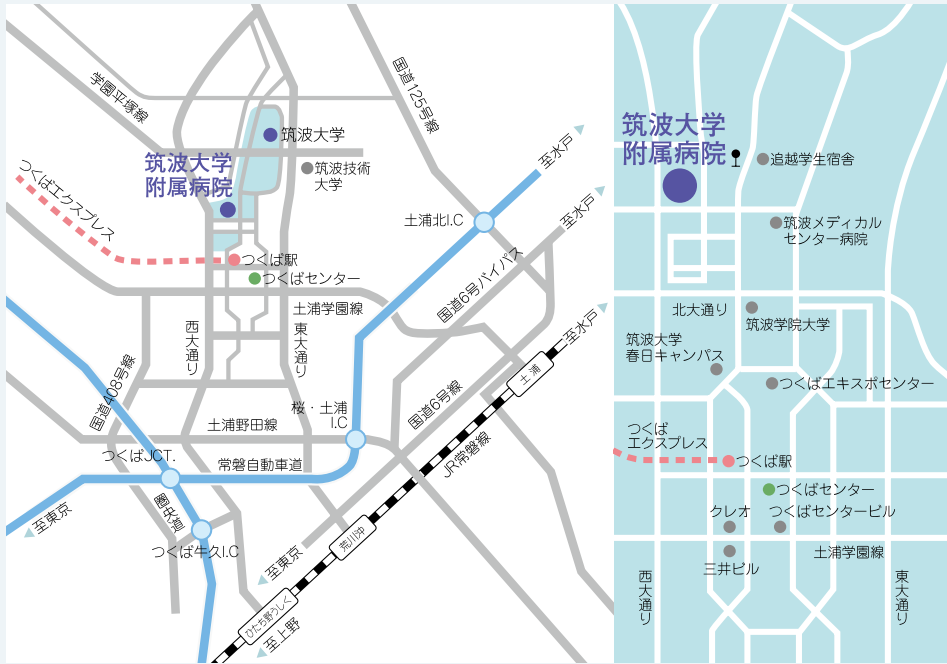 学園平塚線
国道125号線
筑波大学
筑波大学
附属病院
筑波技術
大学
至水戸
至水戸
つくばエクスプレス
土浦北I.C
つくば駅
つくばセンター
国道6号バイパス
土浦学園線
西大通り
東大通り
至水戸
国道408号線
桜・土浦
I.C
国道6号線
土浦
土浦野田線
つくばJCT.
常磐自動車道
JR常磐線
圏央道
至東京
荒川沖
つくば牛久I.C
至東京
ひたち野うしく
至上野
筑波大学
附属病院
追越学生宿舎
筑波メディカル
センター病院
北大通り
筑波学院大学
筑波大学
春日キャンパス
つくばエキスポセンター
つくば
エクスプレス
つくば駅
つくばセンター
クレオ
つくばセンタービル
三井ビル
土浦学園線
西大通り
東大通り